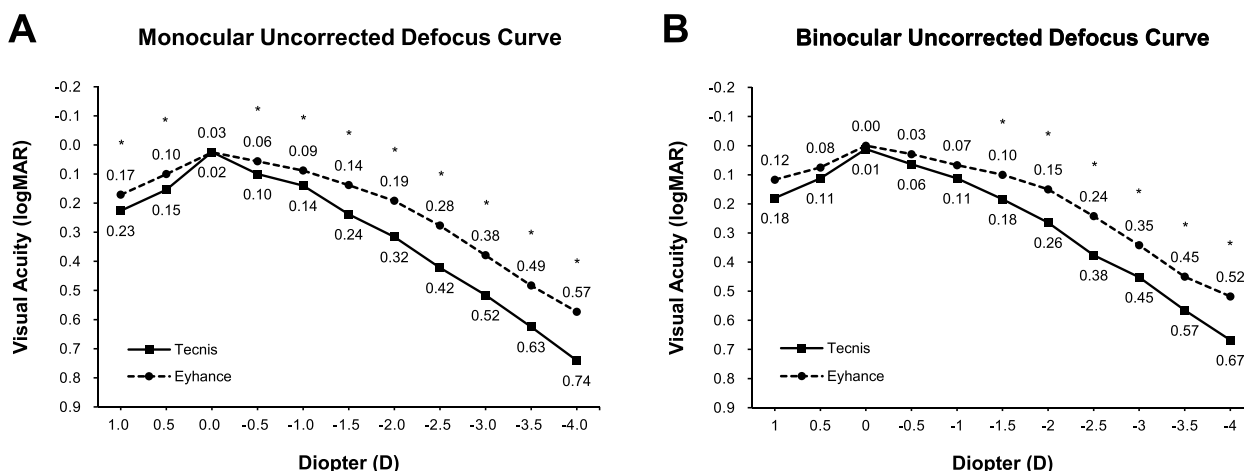 A
Monocular Uncorrected Defocus Curve
Visual Acuity (logMAR)
-0.2
-0.1
0.0
0.1
0.2
0.3
0.4
0.5
0.6
0.7
0.8
0.9
* * * * * * * * * *
0.17 0.10 0.03 0.06 0.09 0.14 0.19 0.28 0.38 0.49 0.57
0.23 0.15 0.02 0.10 0.14 0.24 0.32 0.42 0.52 0.63 0.74
Tecnis
Eyhance
1.0 0.5 0.0 -0.5 -1.0 -1.5 -2.0 -2.5 -3.0 -3.5 -4.0
Diopter (D)
B
Binocular Uncorrected Defocus Curve
Visual Acuity (logMAR)
-0.2
-0.1
0.0
0.1
0.2
0.3
0.4
0.5
0.6
0.7
0.8
0.9
* * * * * *
0.12 0.08 0.00 0.03 0.07 0.10 0.15 0.24 0.35 0.45 0.52
0.18 0.11 0.01 0.06 0.11 0.18 0.26 0.38 0.45 0.57 0.67
Tecnis
Eyhance
1 0.5 0 -0.5 -1 -1.5 -2 -2.5 -3 -3.5 -4
Diopter (D)